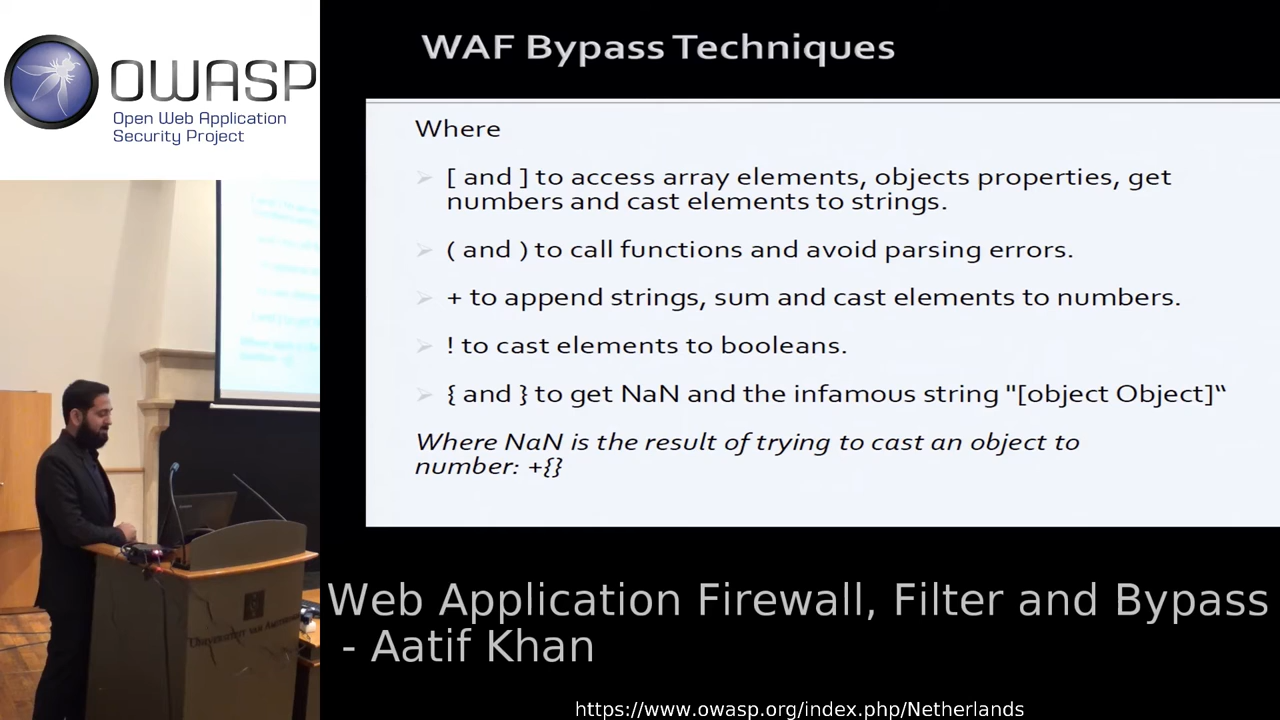 OWASP
Open Web Application
Security Project
WAF Bypass Techniques
Where
[ and ] to access array elements, objects properties, get
numbers and cast elements to strings.
( and ) to call functions and avoid parsing errors.
+ to append strings, sum and cast elements to numbers.
! to cast elements to booleans.
{ and } to get NaN and the infamous string "[object Object]“
Where NaN is the result of trying to cast an object to
number: +{}
Web Application Firewall, Filter and Bypass
- Aatif Khan
https://www.owasp.org/index.php/Netherlands